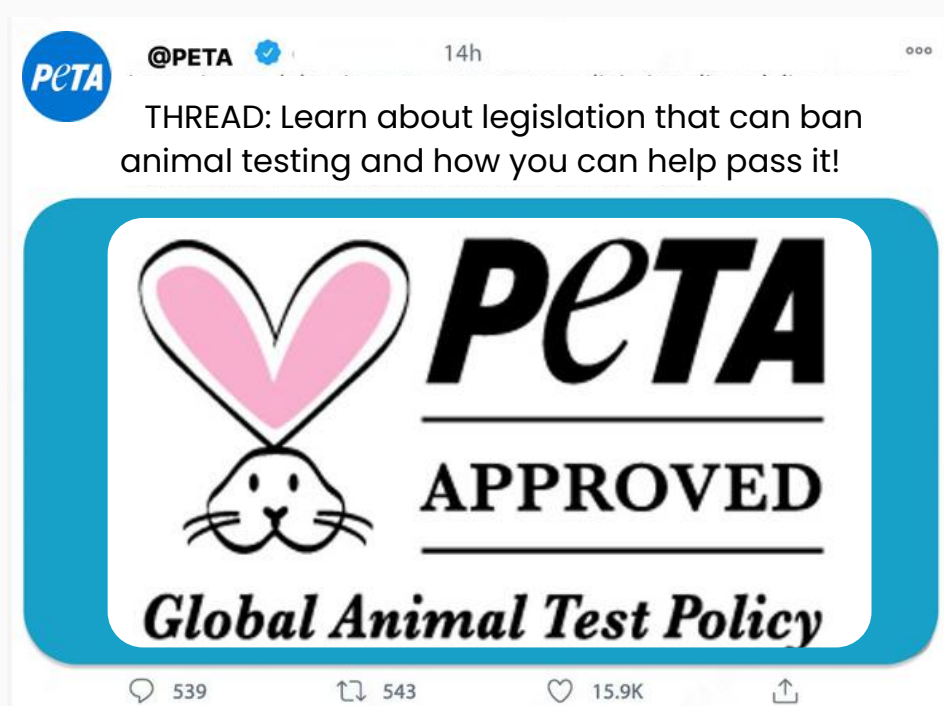 PeTA
@PETA
14h
THREAD: Learn about legislation that can ban
animal testing and how you can help pass it!
PeTA
APPROVED
Global Animal Test Policy
539
543
15.9K